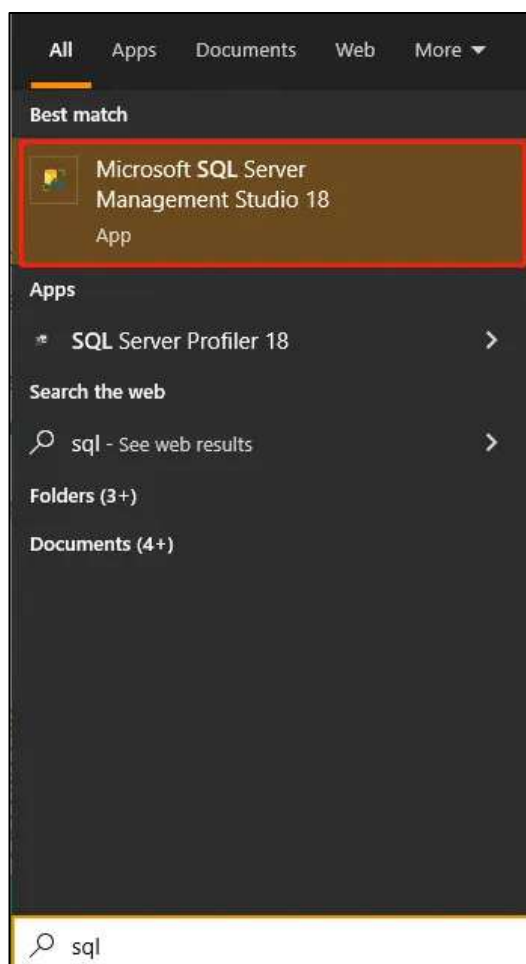 All Apps Documents Web More
Best match
Microsoft SQL Server
Management Studio 18
App
Apps
SQL Server Profiler 18
Search the web
sql - See web results
Folders (3+)
Documents (4+)
sql